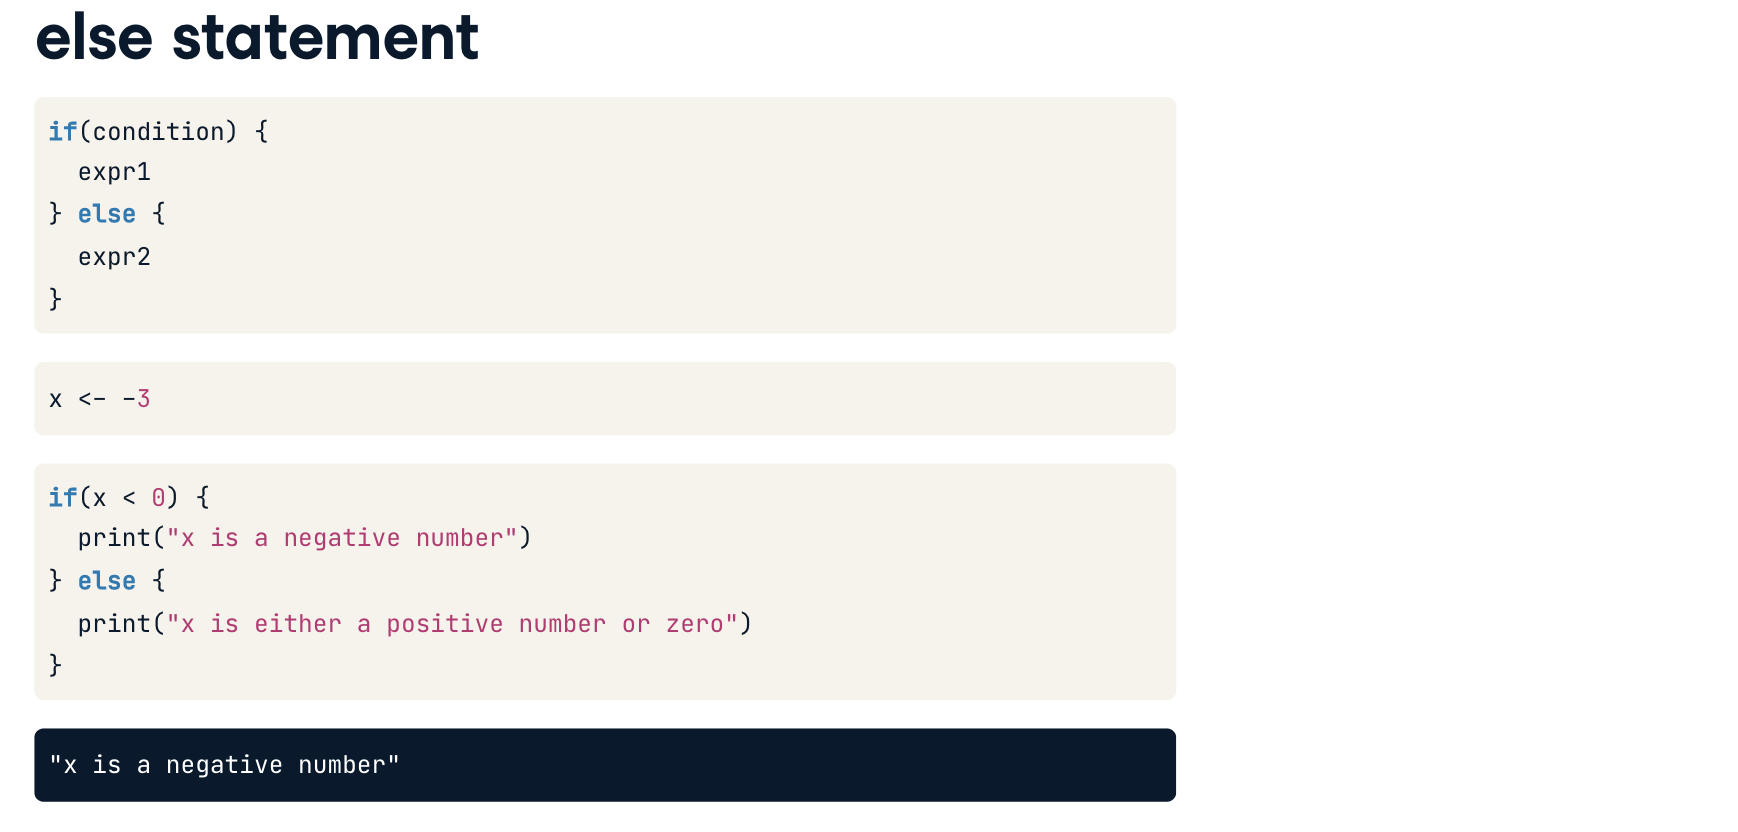 else statement
if(condition) {
  expr1
} else {
  expr2
}
x <- -3
if(x < 0) {
  print("x is a negative number")
} else {
  print("x is either a positive number or zero")
}
"x is a negative number"